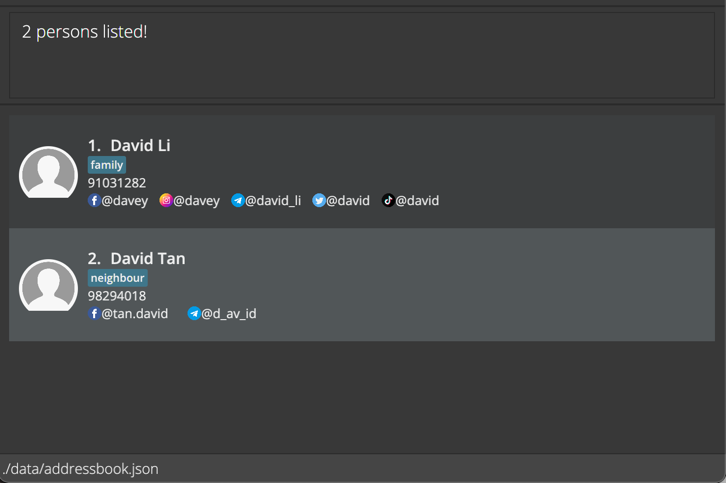 2 persons listed!
1. David Li
family
91031282
@davey @davey @david_li @david @david
2. David Tan
neighbour
98294018
@tan.david @d_av_id
./data/addressbook.json